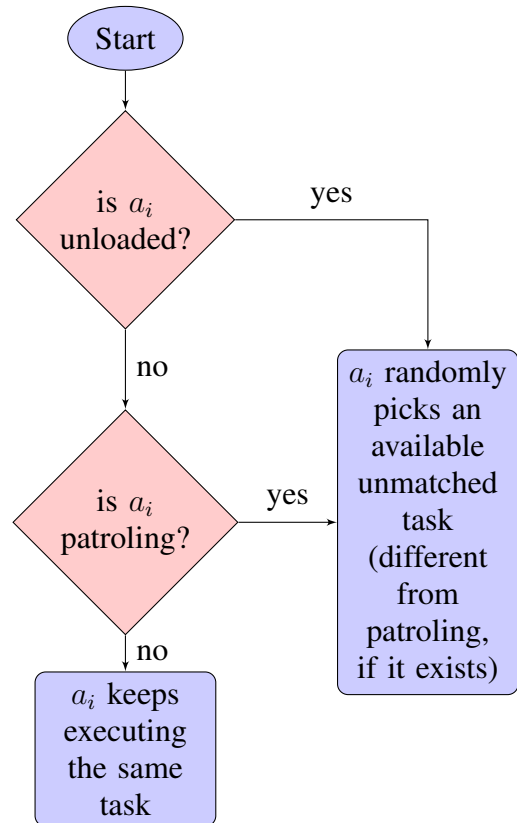 Start
is a_i
unloaded?
yes
no
a_i randomly
picks an
available
unmatched
task
(different
from
patroling,
if it exists)
is a_i
patroling?
yes
no
a_i keeps
executing
the same
task